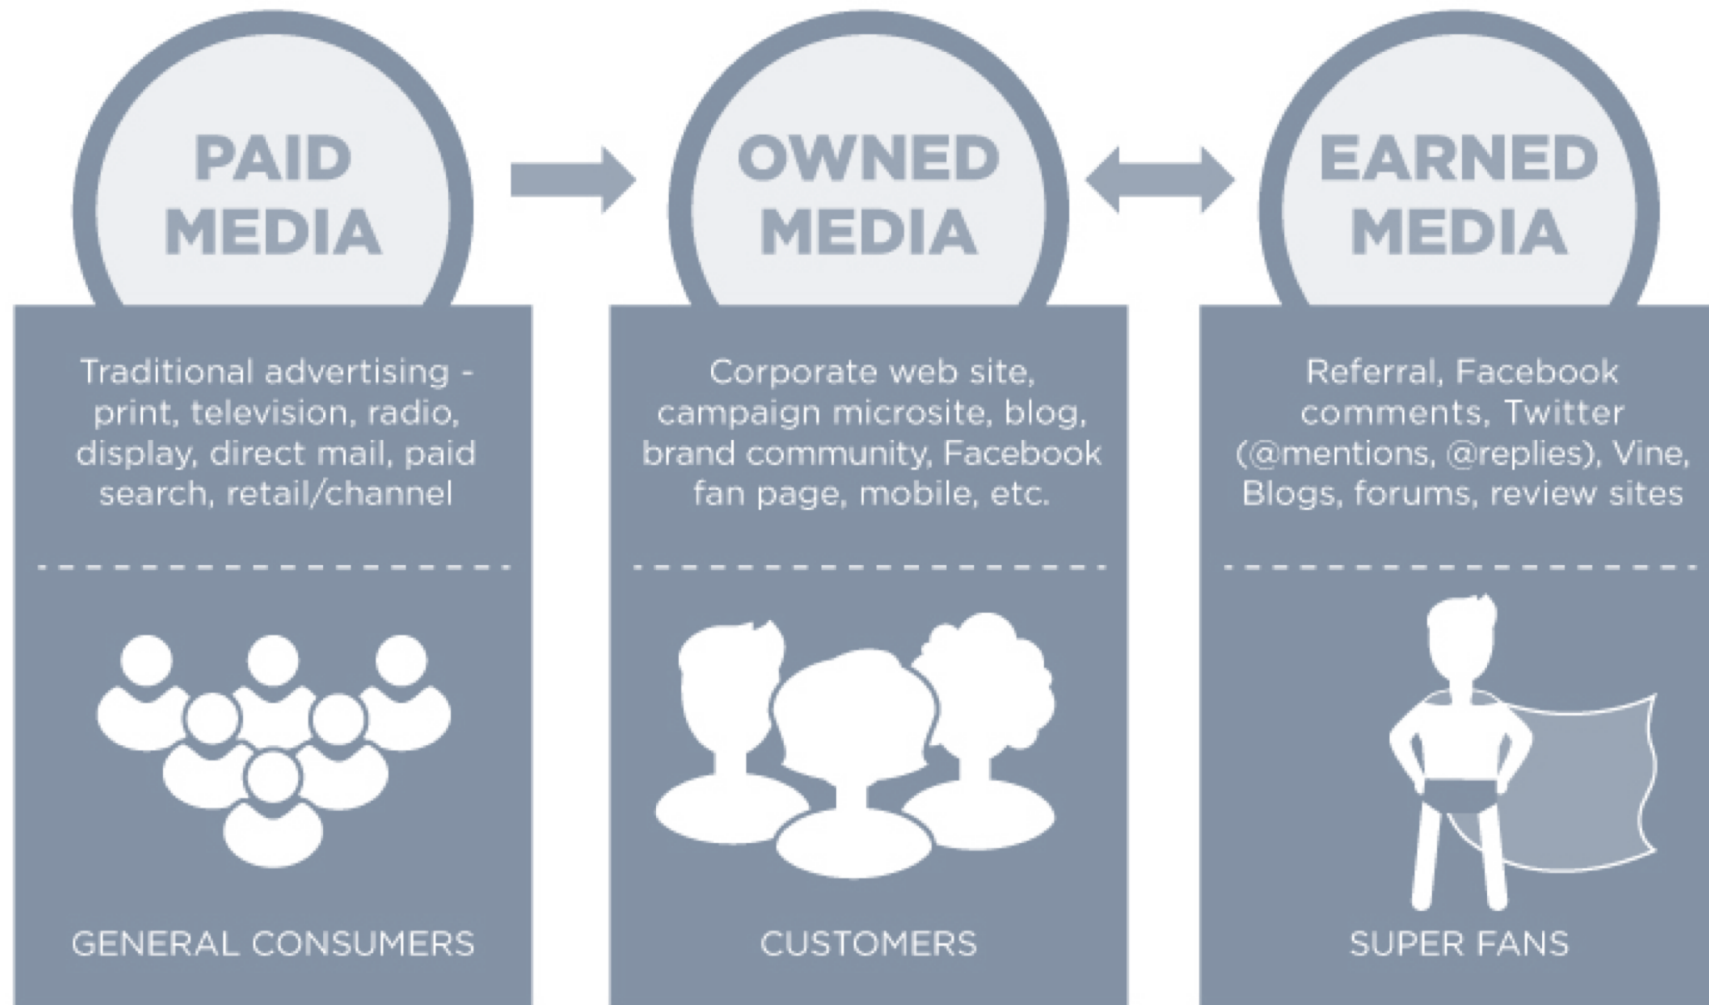 PAID
MEDIA
Traditional advertising -
print, television, radio,
display, direct mail, paid
search, retail/channel
GENERAL CONSUMERS
OWNED
MEDIA
Corporate web site,
campaign microsite, blog,
brand community, Facebook
fan page, mobile, etc.
CUSTOMERS
EARNED
MEDIA
Referral, Facebook
comments, Twitter
(@mentions, @replies), Vine,
Blogs, forums, review sites
SUPER FANS